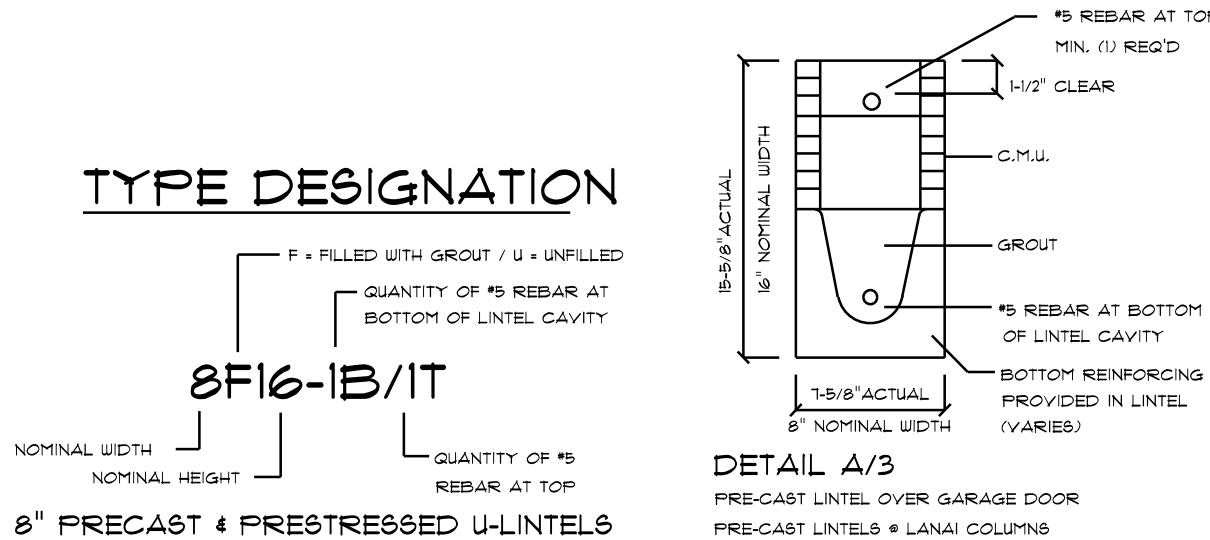 TYPE DESIGNATION
F = FILLED WITH GROUT / U = UNFILLED
QUANTITY OF #5 REBAR AT
BOTTOM OF LINTEL CAVITY
8F16-1B/1T
NOMINAL WIDTH
NOMINAL HEIGHT
QUANTITY OF #5
REBAR AT TOP
8" PRECAST & PRESTRESSED U-LINTELS
#5 REBAR AT TOP
MIN. (1) REQ'D
1-1/2" CLEAR
C.M.U.
15-5/8"ACTUAL
16" NOMINAL WIDTH
GROUT
#5 REBAR AT BOTTOM
OF LINTEL CAVITY
BOTTOM REINFORCING
PROVIDED IN LINTEL
(VARIES)
7-5/8"ACTUAL
8" NOMINAL WIDTH
DETAIL A/3
PRE-CAST LINTEL OVER GARAGE DOOR
PRE-CAST LINTELS @ LANAI COLUMNS